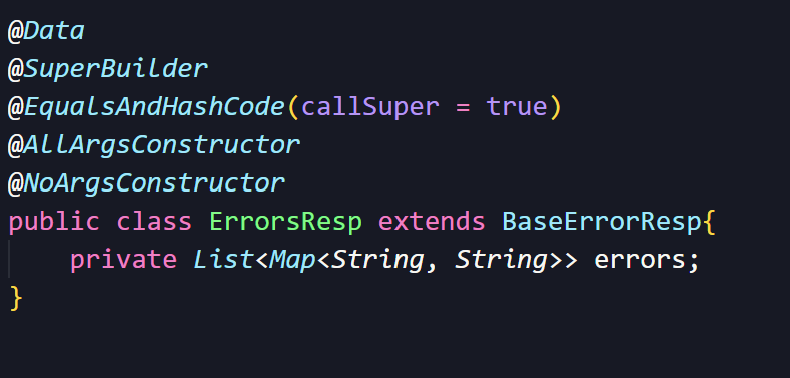 @Data
@SuperBuilder
@EqualsAndHashCode(callSuper = true)
@AllArgsConstructor
@NoArgsConstructor
public class ErrorsResp extends BaseErrorResp{
    private List<Map<String, String>> errors;
}